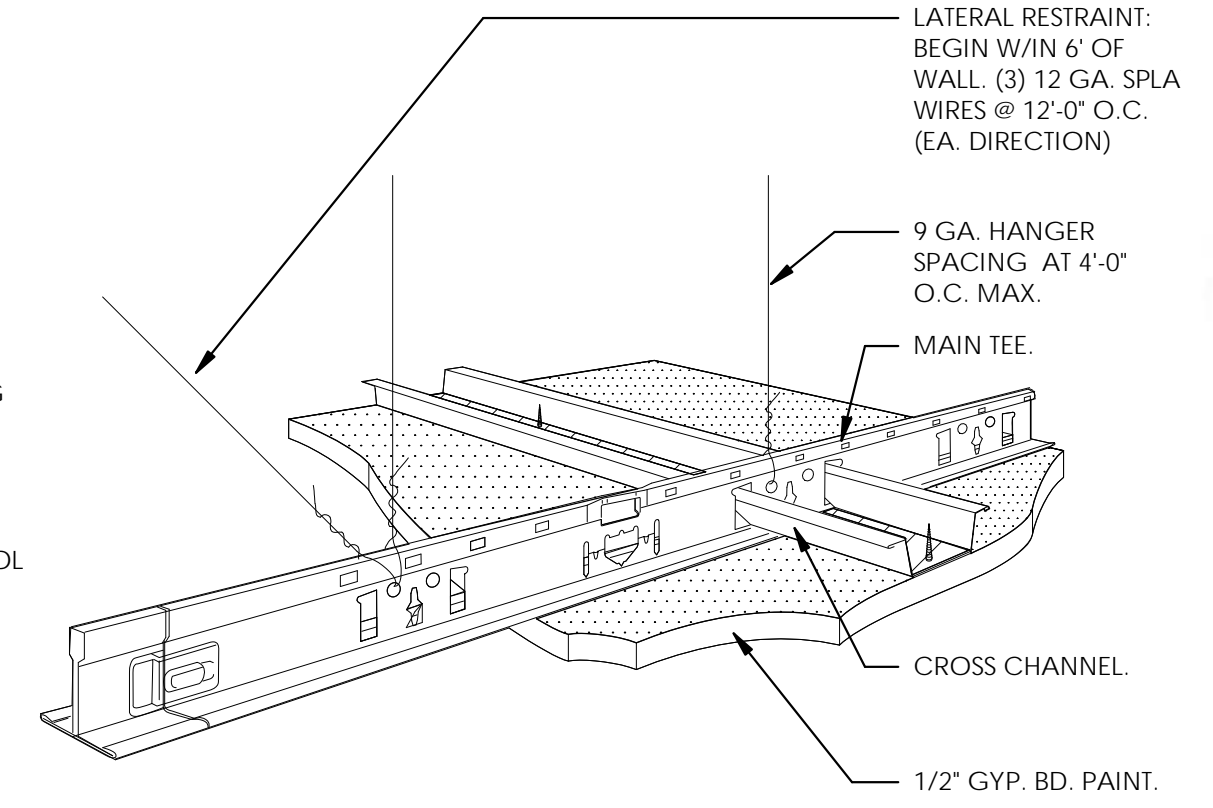 LATERAL RESTRAINT:
BEGIN W/IN 6' OF
WALL. (3) 12 GA. SPLA
WIRES @ 12'-0" O.C.
(EA. DIRECTION)
9 GA. HANGER
SPACING AT 4'-0"
O.C. MAX.
MAIN TEE.
G
DL
CROSS CHANNEL.
1/2" GYP. BD. PAINT.